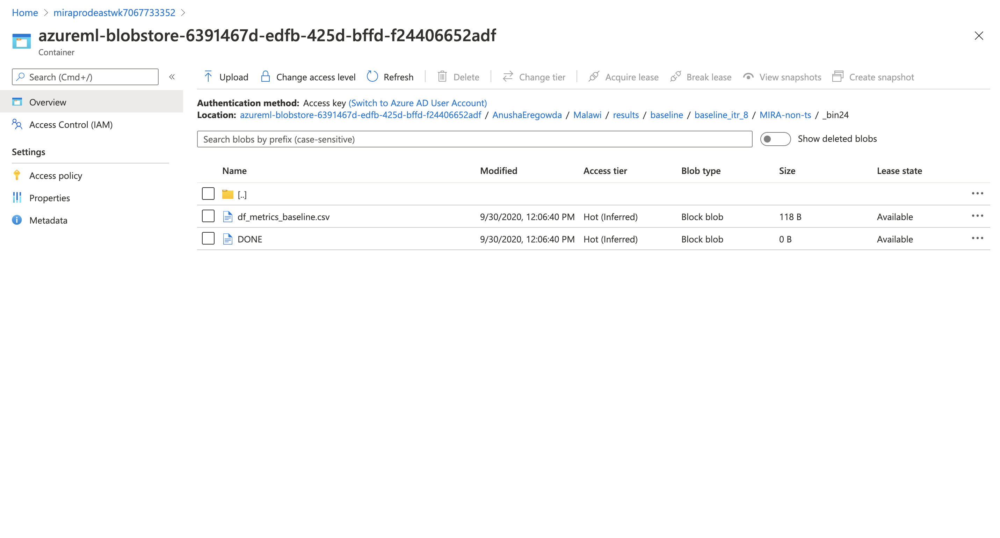 Home > miraprodeastwk7067733352 >
azureml-blobstore-6391467d-edfb-425d-bffd-f24406652adf
Container
Search (Cmd+/)
«
Upload
Change access level
Refresh
Delete
Change tier
Acquire lease
Break lease
View snapshots
Create snapshot
Overview
Access Control (IAM)
Settings
Access policy
Properties
Metadata
Authentication method: Access key (Switch to Azure AD User Account)
Location: azureml-blobstore-6391467d-edfb-425d-bffd-f24406652adf / AnushaEregowda / Malawi / results / baseline / baseline_itr_8 / MIRA-non-ts / _bin24
Search blobs by prefix (case-sensitive)
Show deleted blobs
Name Modified Access tier Blob type Size Lease state
[..]
df_metrics_baseline.csv 9/30/2020, 12:06:40 PM Hot (Inferred) Block blob 118 B Available
DONE 9/30/2020, 12:06:40 PM Hot (Inferred) Block blob 0 B Available